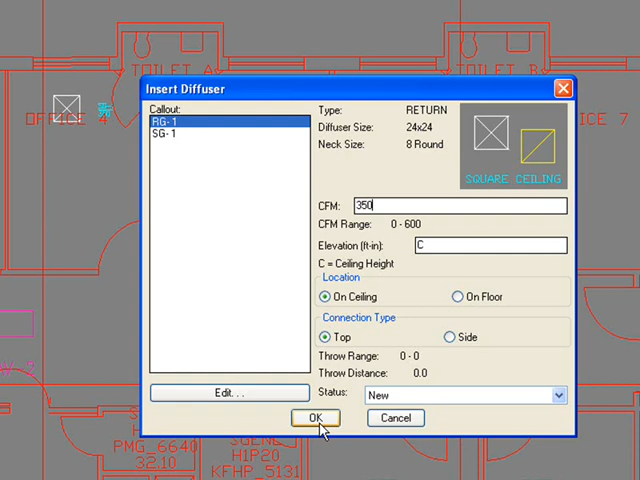 TOILET A
TOILET B
OFFICE 4
OFFICE 7
Insert Diffuser
Callout:
RG-1
SG-1
Edit. . .
Type: RETURN
Diffuser Size: 24x24
Neck Size: 8 Round
SQUARE CEILING
CFM: 350
CFM Range: 0 - 600
Elevation (ft-in): C
C = Ceiling Height
Location
On Ceiling
On Floor
Connection Type
Top
Side
Throw Range: 0 - 0
Throw Distance: 0.0
Status: New
OK
Cancel
PMG_6640
32.10
H1P20
KFHP_5131